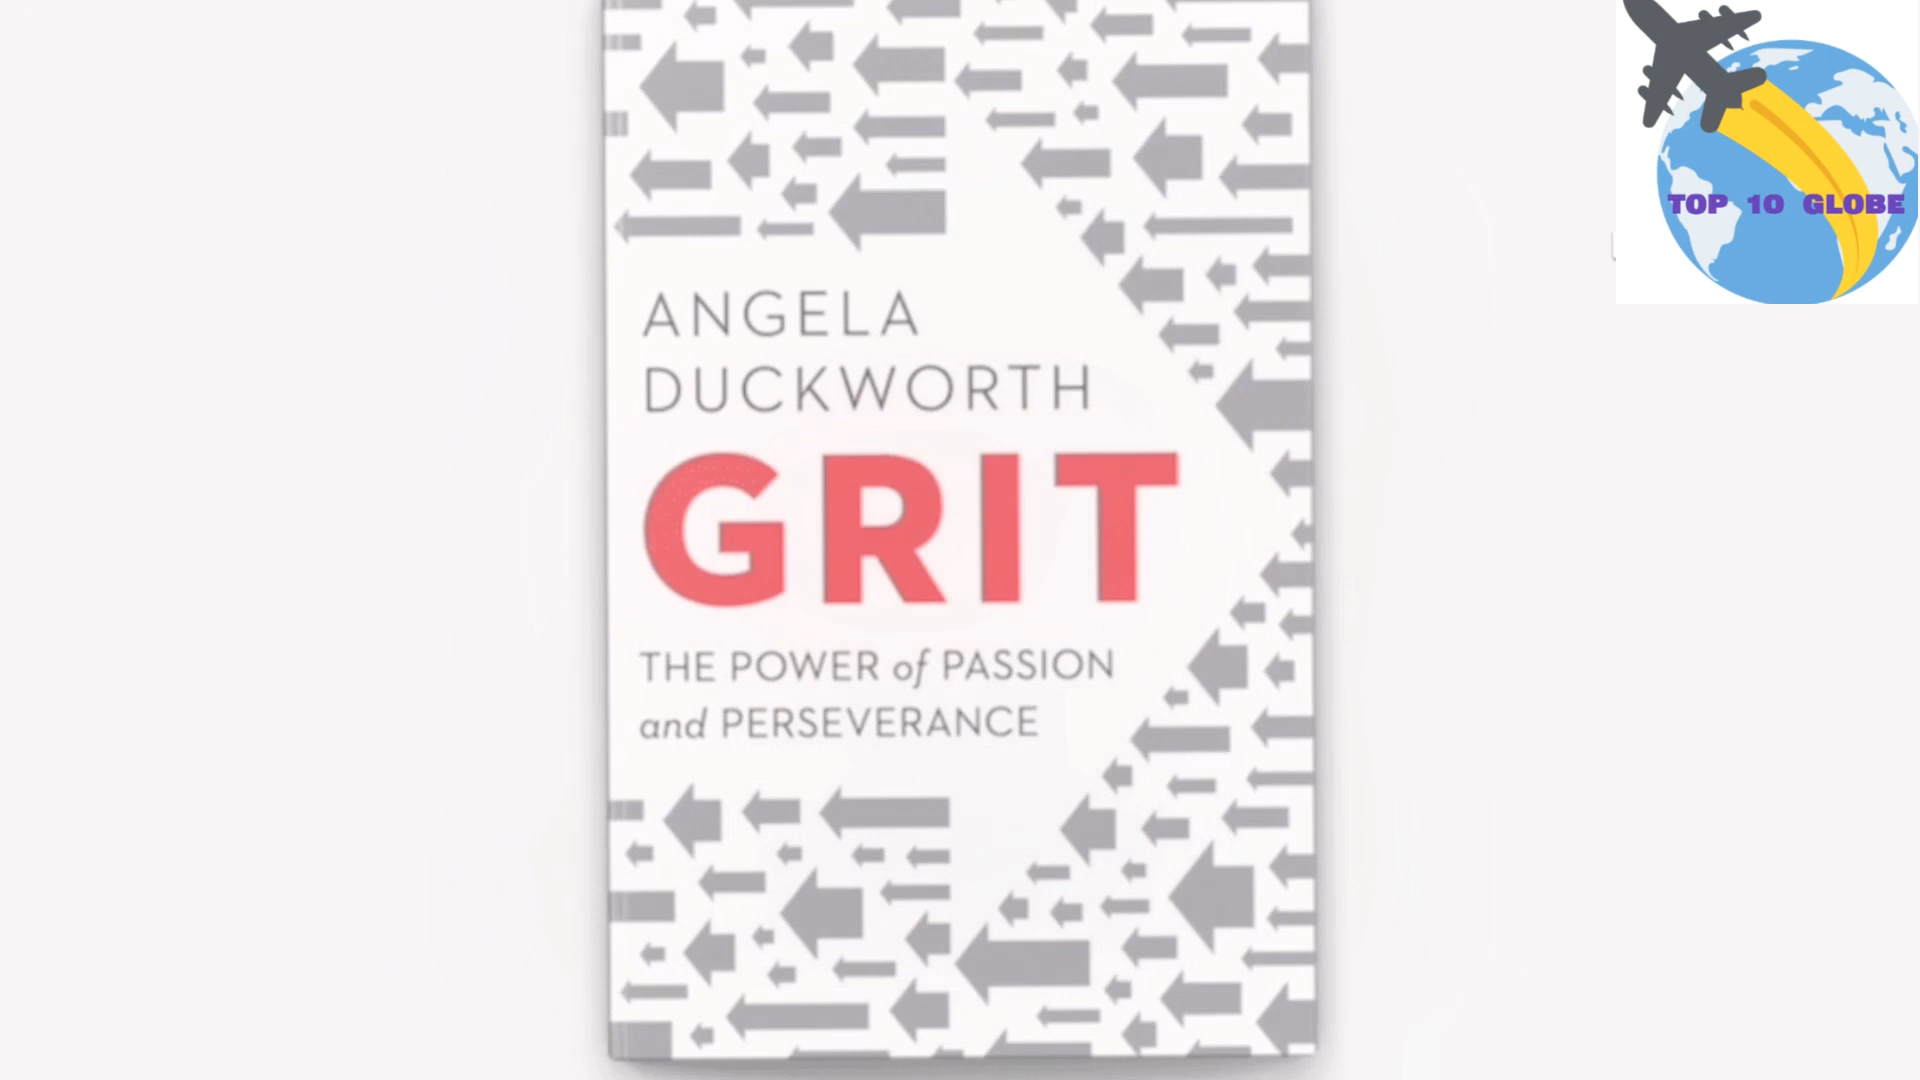 ANGELA
DUCKWORTH
GRIT
THE POWER of PASSION
and PERSEVERANCE
TOP 10 GLOBE